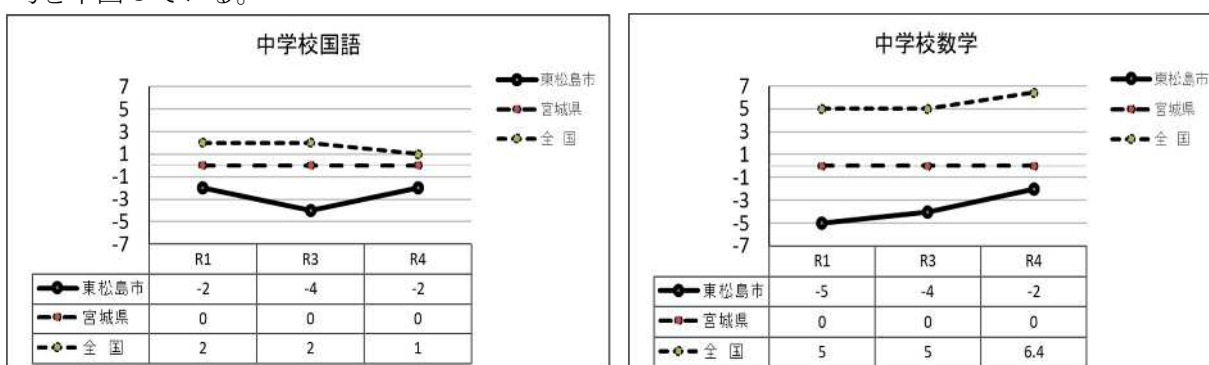 中学校国語
東松島市
宮城県
全 国
7
5
3
1
-1
-3
-5
-7
R1 R3 R4
東松島市 -2 -4 -2
宮城県 0 0 0
全 国 2 2 1
中学校数学
東松島市
宮城県
全 国
7
5
3
1
-1
-3
-5
-7
R1 R3 R4
東松島市 -5 -4 -2
宮城県 0 0 0
全 国 5 5 6.4